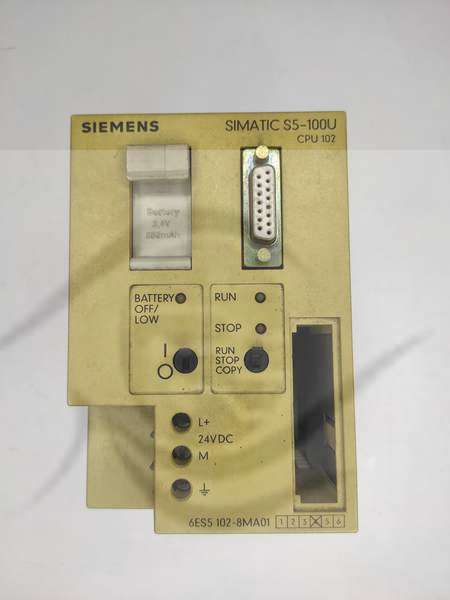 SIEMENS
SIMATIC S5-100U
CPU 102
Battery
3,4V
850mAh
BATTERY
OFF/
LOW
I
O
RUN
STOP
RUN
STOP
COPY
L+
24VDC
M
6ES5 102-8MA01 1 2 3 5 6